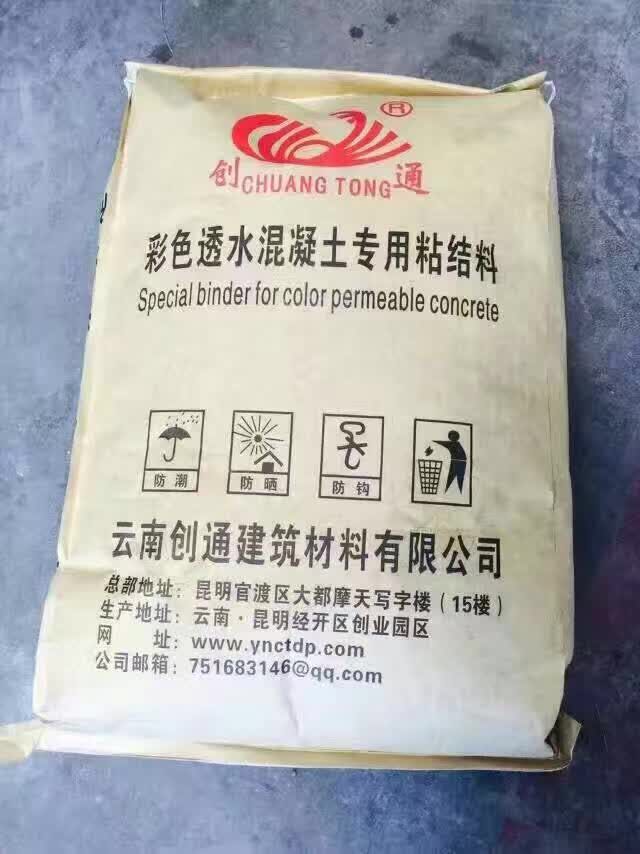 ®
创CHUANG TONG通
彩色透水混凝土专用粘结料
Special binder for color permeable concrete
防潮 防晒 防钩
云南创通建筑材料有限公司
总部地址：昆明官渡区大都摩天写字楼（15楼）
生产地址：云南·昆明经开区创业园区
网 址：www.ynctdp.com
公司邮箱：751683146@qq.com